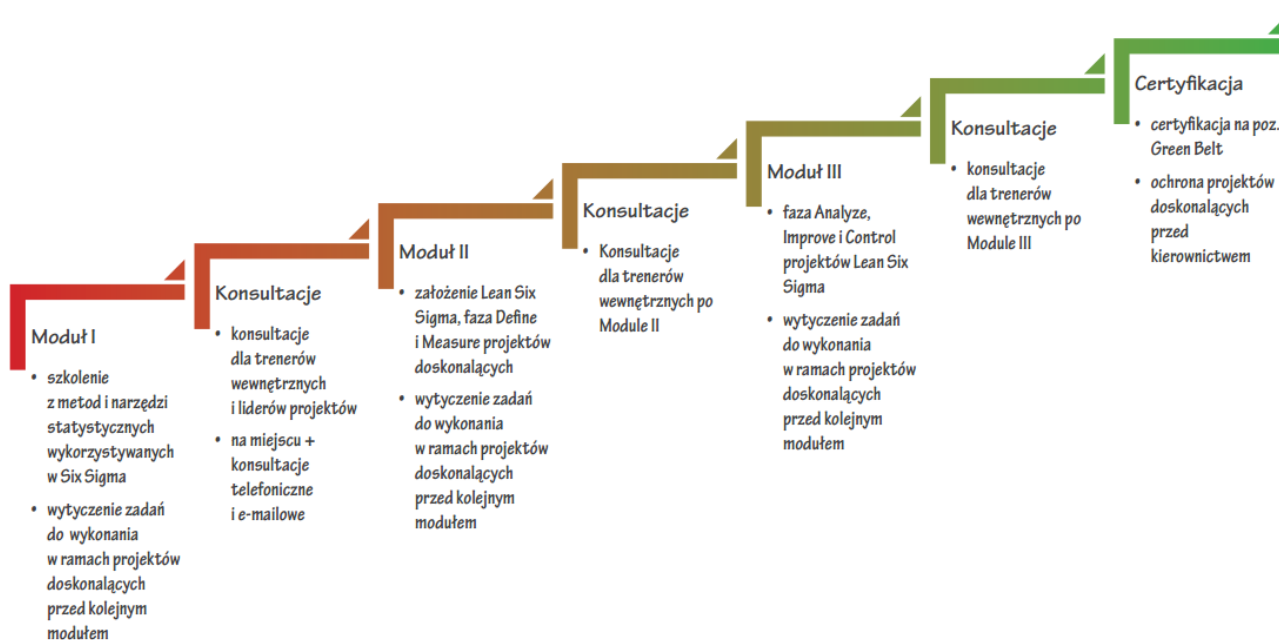 Moduł I
• szkolenie
z metod i narzędzi
statystycznych
wykorzystywanych
w Six Sigma
• wytyczenie zadań
do wykonania
w ramach projektów
doskonalących
przed kolejnym
modułem
Konsultacje
• konsultacje
dla trenerów
wewnętrznych
i liderów projektów
• na miejscu +
konsultacje
telefoniczne
i e-mailowe
Moduł II
• założenie Lean Six
Sigma, faza Define
i Measure projektów
doskonalących
• wytyczenie zadań
do wykonania
w ramach projektów
doskonalących
przed kolejnym
modułem
Konsultacje
• Konsultacje
dla trenerów
wewnętrznych po
Module II
Moduł III
• faza Analyze,
Improve i Control
projektów Lean Six
Sigma
• wytyczenie zadań
do wykonania
w ramach projektów
doskonalących
przed kolejnym
modułem
Konsultacje
• konsultacje
dla trenerów
wewnętrznych po
Module III
Certyfikacja
• certyfikacja na poz.
Green Belt
• ochrona projektów
doskonalących
przed
kierownictwem